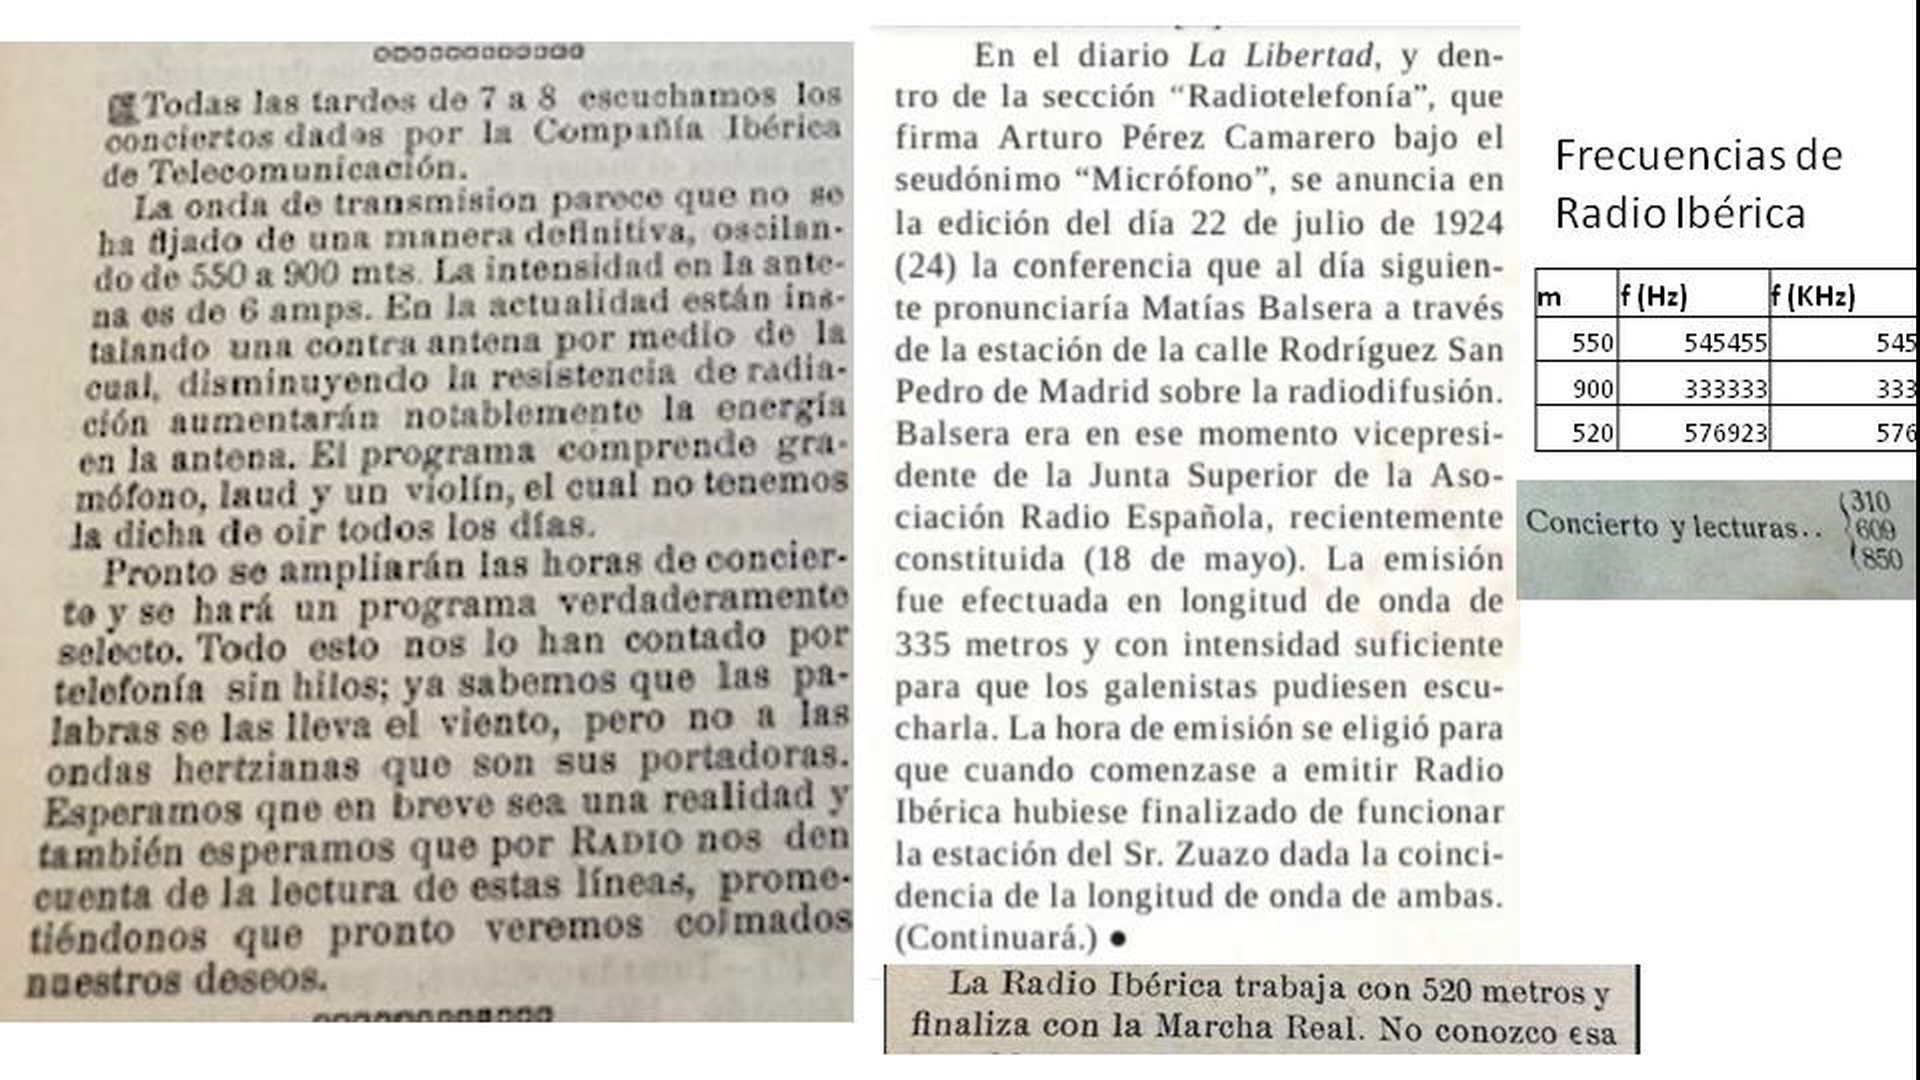 Todas las tardes de 7 a 8 escuchamos los
conciertos dados por la Compañía Ibérica
de Telecomunicación.
La onda de transmision parece que no se
ha fijado de una manera definitiva, oscilan-
do de 550 a 900 mts. La intensidad en la ante-
na es de 6 amps. En la actualidad están ins-
talando una contra antena por medio de la
cual, disminuyendo la resistencia de radia-
ción aumentarán notablemente la energía
en la antena. El programa comprende gra-
mófono, laud y un violín, el cual no tenemos
la dicha de oir todos los días.
Pronto se ampliarán las horas de concier-
to y se hará un programa verdaderamente
selecto. Todo esto nos lo han contado por
telefonía sin hilos; ya sabemos que las pa-
labras se las lleva el viento, pero no a las
ondas hertzianas que son sus portadoras.
Esperamos qne en breve sea una realidad y
también esperamos que por RADIO nos den
cuenta de la lectura de estas líneas, prome-
tiéndonos que pronto veremos colmados
nuestros deseos.
En el diario La Libertad, y den-
tro de la sección “Radiotelefonía”, que
firma Arturo Pérez Camarero bajo el
seudónimo “Micrófono”, se anuncia en
la edición del día 22 de julio de 1924
(24) la conferencia que al día siguien-
te pronunciaría Matías Balsera a través
de la estación de la calle Rodríguez San
Pedro de Madrid sobre la radiodifusión.
Balsera era en ese momento vicepresi-
dente de la Junta Superior de la Aso-
ciación Radio Española, recientemente
constituida (18 de mayo). La emisión
fue efectuada en longitud de onda de
335 metros y con intensidad suficiente
para que los galenistas pudiesen escu-
charla. La hora de emisión se eligió para
que cuando comenzase a emitir Radio
Ibérica hubiese finalizado de funcionar
la estación del Sr. Zuazo dada la coinci-
dencia de la longitud de onda de ambas.
(Continuará.) ●
La Radio Ibérica trabaja con 520 metros y
finaliza con la Marcha Real. No conozco esa
Frecuencias de
Radio Ibérica
m f (Hz) f (KHz)
550 545455 545
900 333333 333
520 576923 576
Concierto y lecturas.. 310
609
850